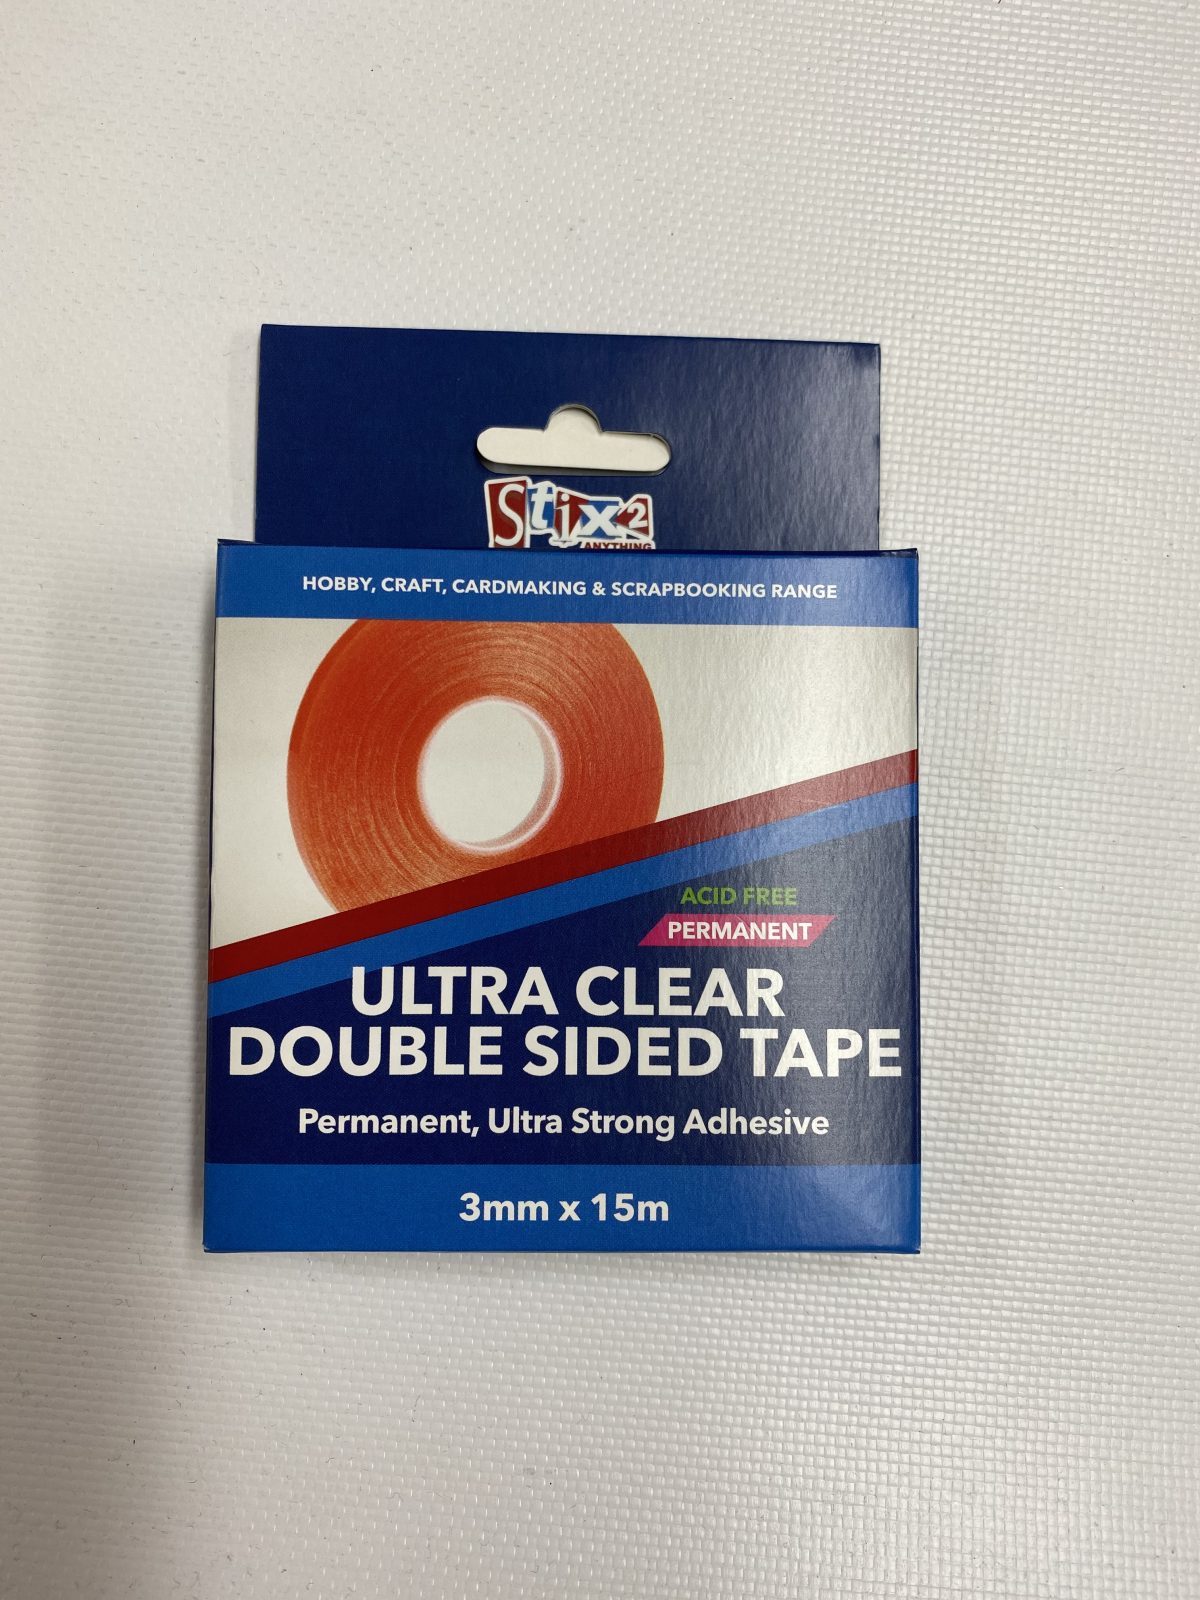 Stix2
ANYTHING
HOBBY, CRAFT, CARDMAKING & SCRAPBOOKING RANGE
ACID FREE
PERMANENT
ULTRA CLEAR
DOUBLE SIDED TAPE
Permanent, Ultra Strong Adhesive
3mm x 15m